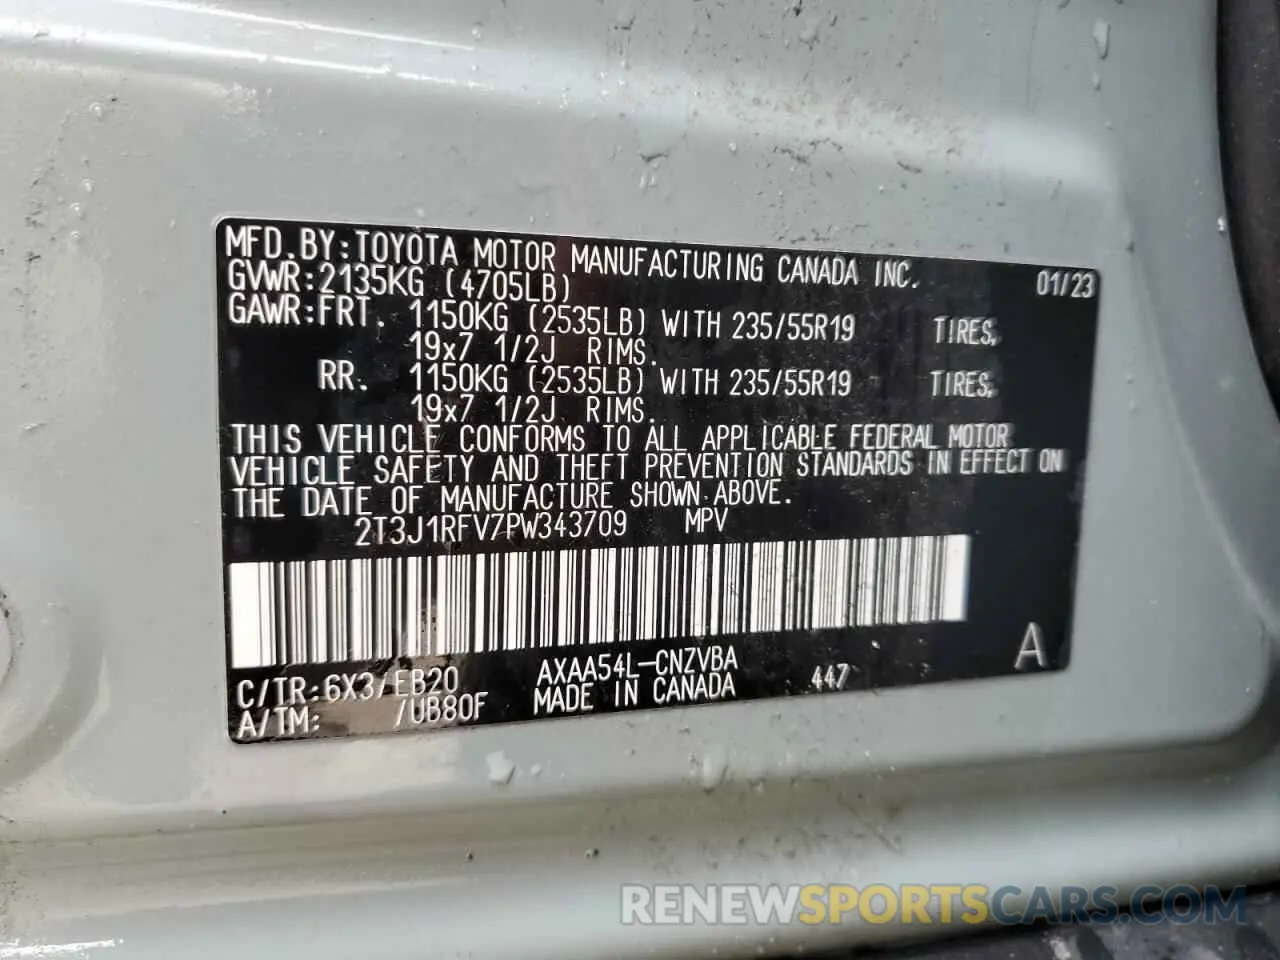 MFD.BY:TOYOTA MOTOR MANUFACTURING CANADA INC. 01/23
GVWR:2135KG (4705LB)
GAWR:FRT. 1150KG (2535LB) WITH 235/55R19 TIRES,
19x7 1/2J RIMS.
RR. 1150KG (2535LB) WITH 235/55R19 TIRES,
19x7 1/2J RIMS.
THIS VEHICLE CONFORMS TO ALL APPLICABLE FEDERAL MOTOR
VEHICLE SAFETY AND THEFT PREVENTION STANDARDS IN EFFECT ON
THE DATE OF MANUFACTURE SHOWN ABOVE.
2T3J1RFV7PW343709 MPV
C/TR:6X3/EB20 AXAA54L-CNZVBA 447 A
A/TM: /UB80F MADE IN CANADA
RENEWSPORTSCARS.COM